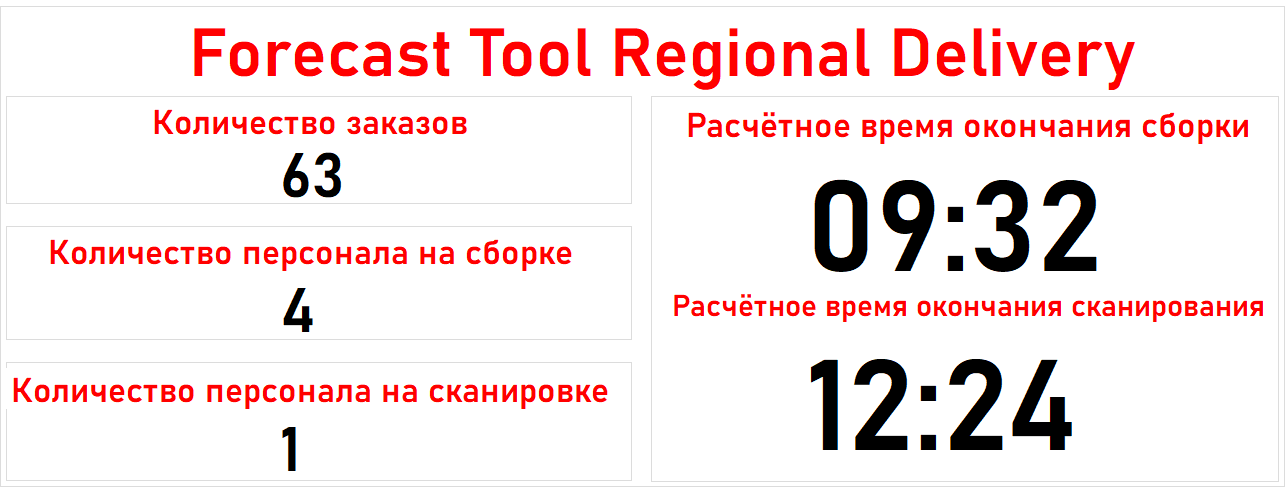 Forecast Tool Regional Delivery
Количество заказов
63
Количество персонала на сборке
4
Количество персонала на сканировке
1
Расчётное время окончания сборки
09:32
Расчётное время окончания сканирования
12:24